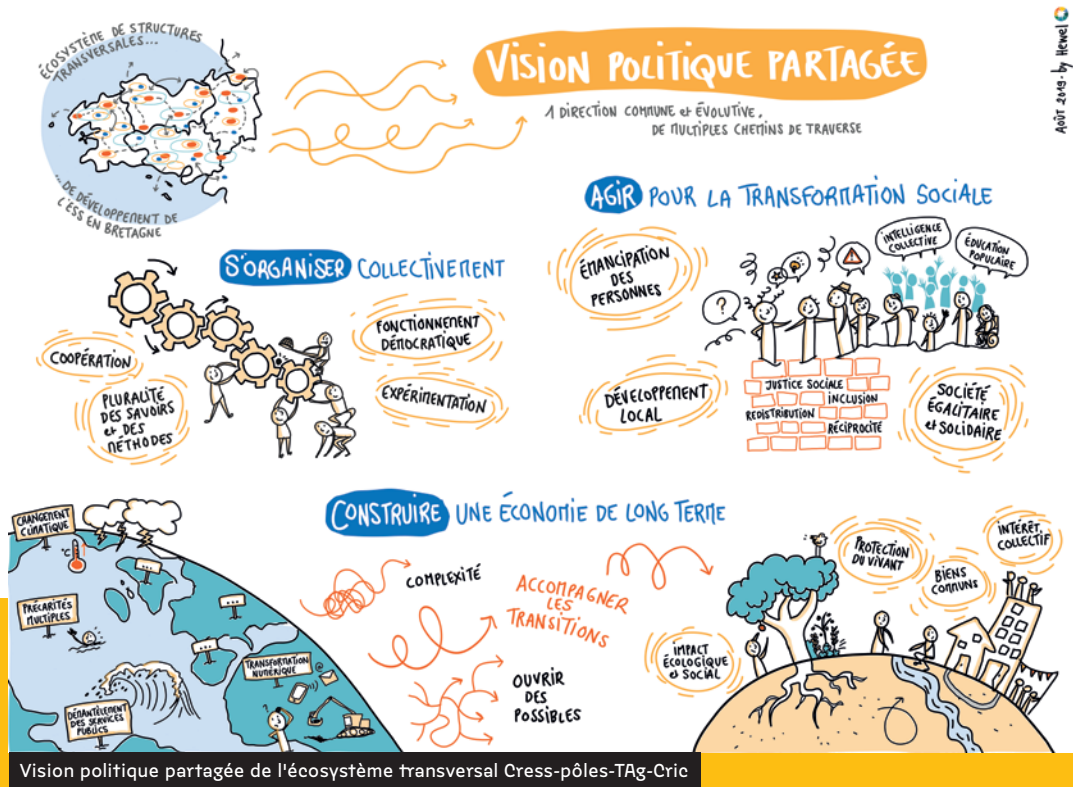 ÉCOSYSTÈME DE STRUCTURES
TRANSVERSALES...
...DE DÉVELOPPEMENT DE
L'ESS EN BRETAGNE
VISION POLITIQUE PARTAGÉE
1 DIRECTION COMMUNE et ÉVOLUTIVE,
DE MULTIPLES CHEMINS DE TRAVERSE
AOÛT 2019 - by Hewel
S'ORGANISER COLLECTIVEMENT
COOPÉRATION
PLURALITÉ
DES SAVOIRS
et DES
MÉTHODES
FONCTIONNEMENT
DÉMOCRATIQUE
EXPÉRIMENTATION
AGIR POUR LA TRANSFORMATION SOCIALE
ÉMANCIPATION
DES
PERSONNES
?
!
INTELLIGENCE
COLLECTIVE
ÉDUCATION
POPULAIRE
DÉVELOPPEMENT
LOCAL
JUSTICE SOCIALE
INCLUSION
REDISTRIBUTION
RÉCIPROCITÉ
SOCIÉTÉ
ÉGALITAIRE
et SOLIDAIRE
CONSTRUIRE UNE ÉCONOMIE DE LONG TERME
CHANGEMENT
CLIMATIQUE
°C
...
PRÉCARITÉS
MULTIPLES
...
...
TRANSFORMATION
NUMÉRIQUE
DÉMANTÈLEMENT
DES SERVICES
PUBLICS
COMPLEXITÉ
ACCOMPAGNER
LES
TRANSITIONS
OUVRIR
DES
POSSIBLES
IMPACT
ÉCOLOGIQUE
et SOCIAL
PROTECTION
DU VIVANT
BIENS
COMMUNS
INTÉRÊT
COLLECTIF
Vision politique partagée de l'écosystème transversal Cress-pôles-TAg-Cric